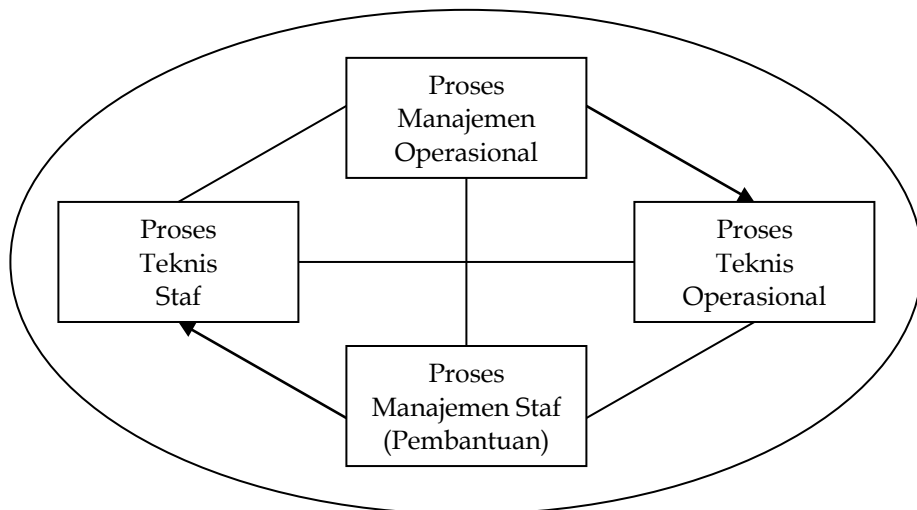 Proses
Manajemen
Operasional
Proses
Teknis
Staf
Proses
Teknis
Operasional
Proses
Manajemen Staf
(Pembantuan)